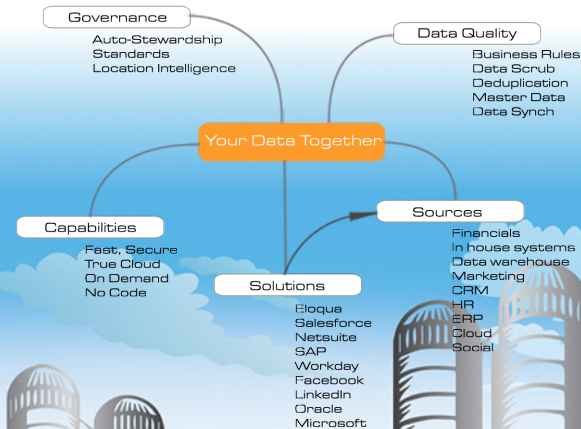 Governance
Auto-Stewardship
Standards
Location Intelligence
Data Quality
Business Rules
Data Scrub
Deduplication
Master Data
Data Synch
Your Data Together
Capabilities
Fast, Secure
True Cloud
On Demand
No Code
Solutions
Eloqua
Salesforce
Netsuite
SAP
Workday
Facebook
LinkedIn
Oracle
Microsoft
Sources
Financials
In house systems
Data warehouse
Marketing
CRM
HR
ERP
Cloud
Social